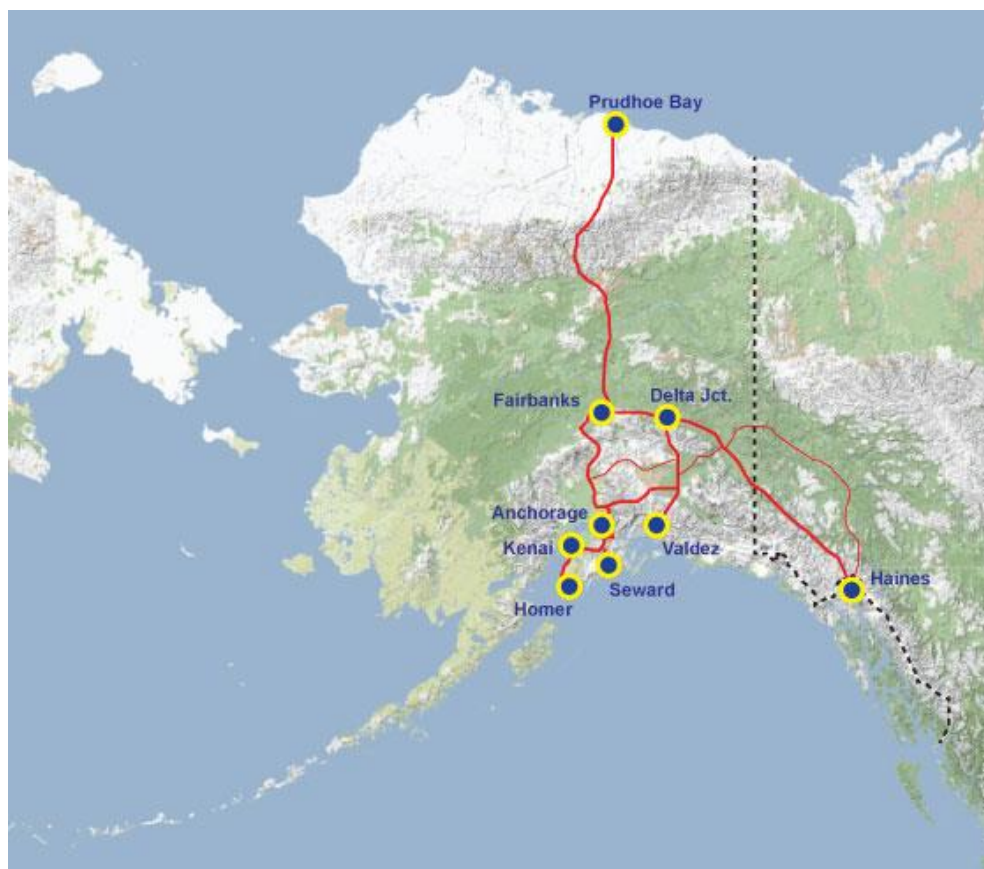 Prudhoe Bay
Fairbanks
Delta Jct.
Anchorage
Kenai
Valdez
Haines
Seward
Homer